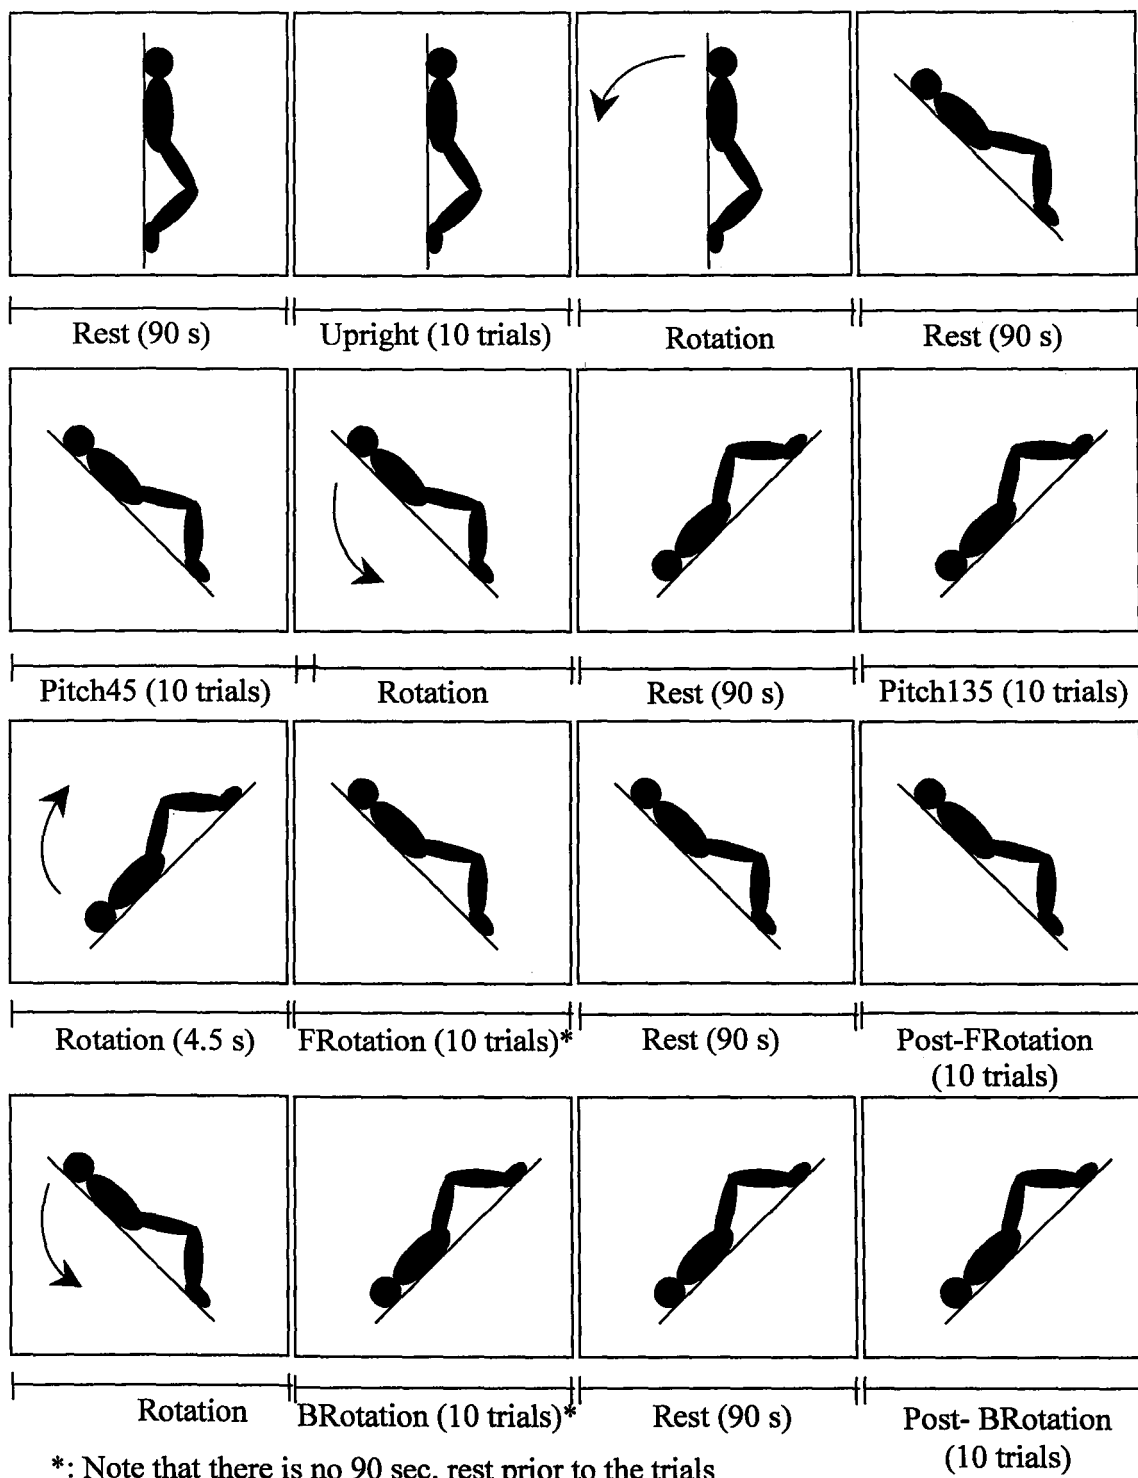 Rest (90 s)
Upright (10 trials)
Rotation
Rest (90 s)
Pitch45 (10 trials)
Rotation
Rest (90 s)
Pitch135 (10 trials)
Rotation (4.5 s)
FRotation (10 trials)*
Rest (90 s)
Post-FRotation
(10 trials)
Rotation
BRotation (10 trials)*
Rest (90 s)
Post- BRotation
(10 trials)
*: Note that there is no 90 sec. rest prior to the trials